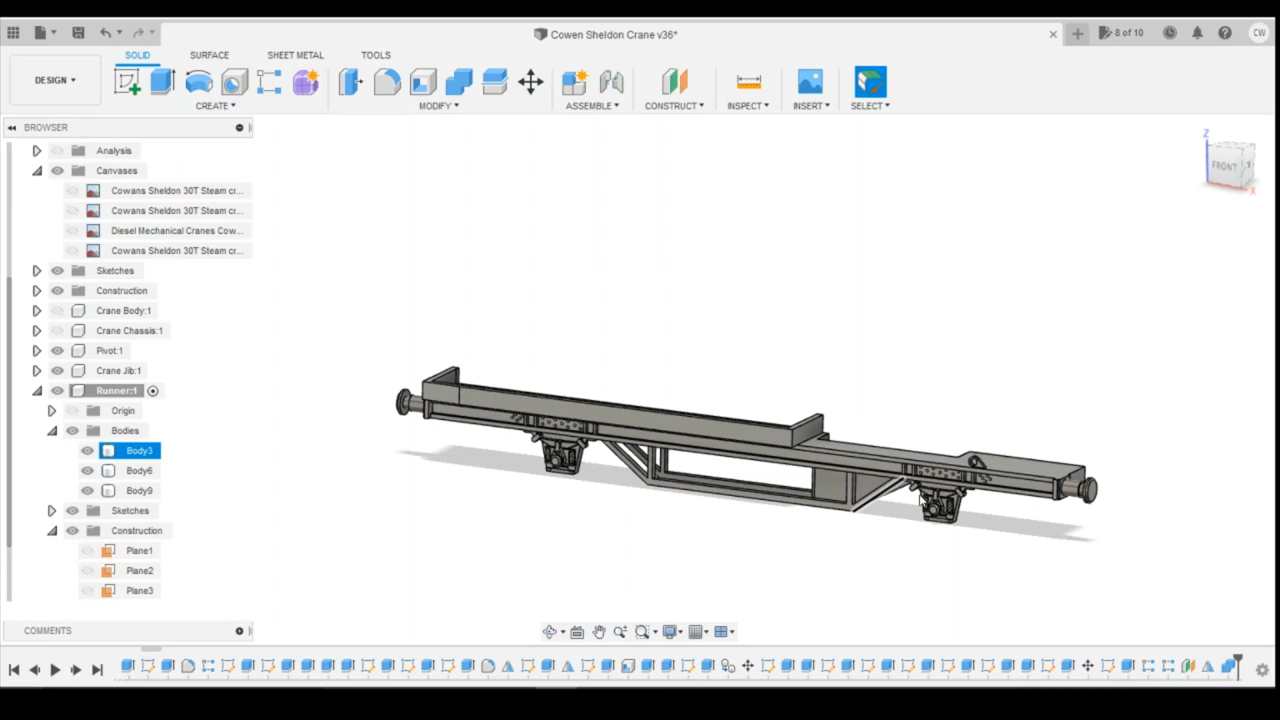 Cowen Sheldon Crane v36*
8 of 10
CW
SOLID
SURFACE
SHEET METAL
TOOLS
DESIGN
CREATE
MODIFY
ASSEMBLE
CONSTRUCT
INSPECT
INSERT
SELECT
BROWSER
Analysis
Canvases
Cowans Sheldon 30T Steam cr...
Cowans Sheldon 30T Steam cr...
Diesel Mechanical Cranes Cow...
Cowans Sheldon 30T Steam cr...
Sketches
Construction
Crane Body:1
Crane Chassis:1
Pivot:1
Crane Jib:1
Runner:1
Origin
Bodies
Body3
Body6
Body9
Sketches
Construction
Plane1
Plane2
Plane3
COMMENTS
Z
FRONT
X